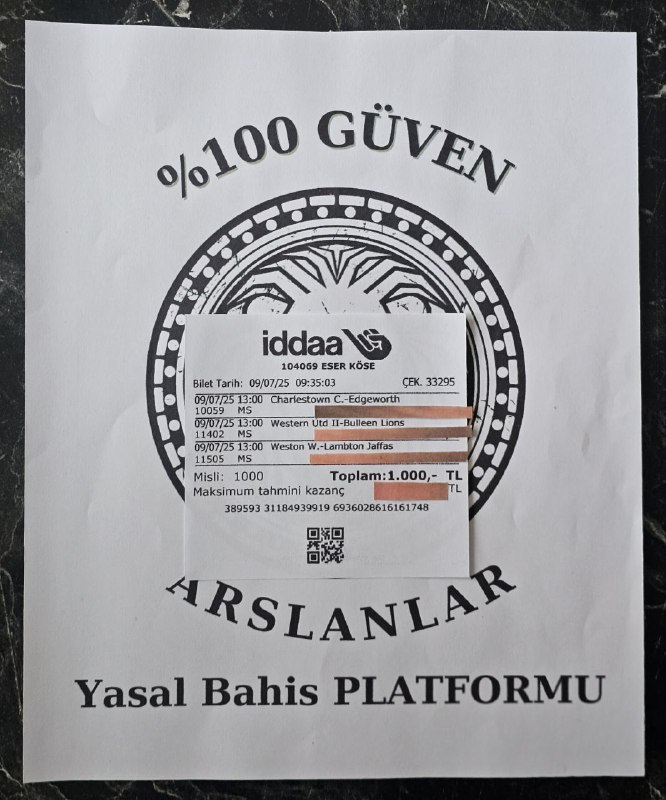 %100 GÜVEN
iddaa
104069 ESER KÖSE
Bilet Tarih: 09/07/25 09:35:03 ÇEK. 33295
09/07/25 13:00 Charlestown C.-Edgeworth
10059 MS
09/07/25 13:00 Western Utd II-Bulleen Lions
11402 MS
09/07/25 13:00 Weston W.-Lambton Jaffas
11505 MS
Misli: 1000 Toplam:1.000,- TL
Maksimum tahmini kazanç TL
389593 31184939919 6936028616161748
ARSLANLAR
Yasal Bahis PLATFORMU